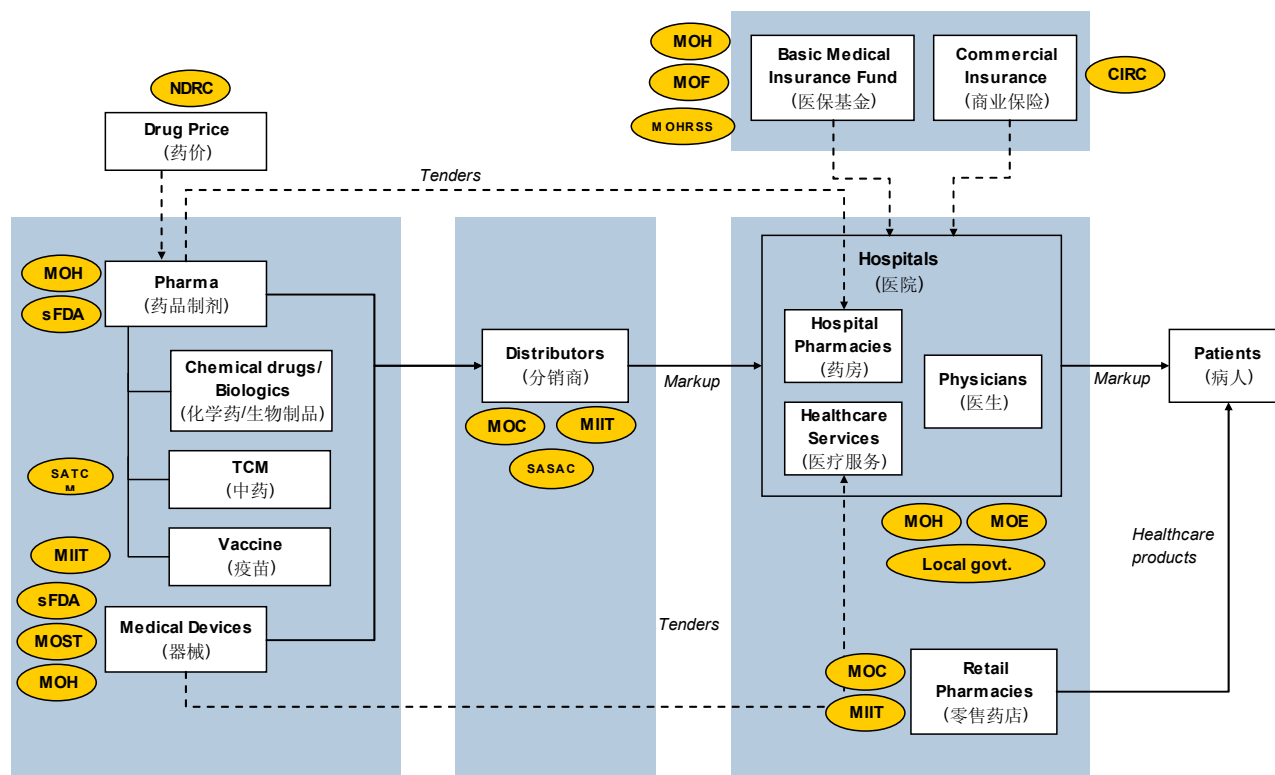 MOH
MOF
MOHRSS
Basic Medical
Insurance Fund
(医保基金)
Commercial
Insurance
(商业保险)
CIRC
NDRC
Drug Price
(药价)
Tenders
MOH
sFDA
Pharma
(药品制剂)
Chemical drugs/
Biologics
(化学药/生物制品)
SATC
M
TCM
(中药)
MIIT
Vaccine
(疫苗)
sFDA
MOST
MOH
Medical Devices
(器械)
Distributors
(分销商)
MOC
MIIT
SASAC
Markup
Tenders
Hospitals
(医院)
Hospital
Pharmacies
(药房)
Physicians
(医生)
Healthcare
Services
(医疗服务)
MOH
MOE
Local govt.
MOC
MIIT
Retail
Pharmacies
(零售药店)
Markup
Patients
(病人)
Healthcare
products